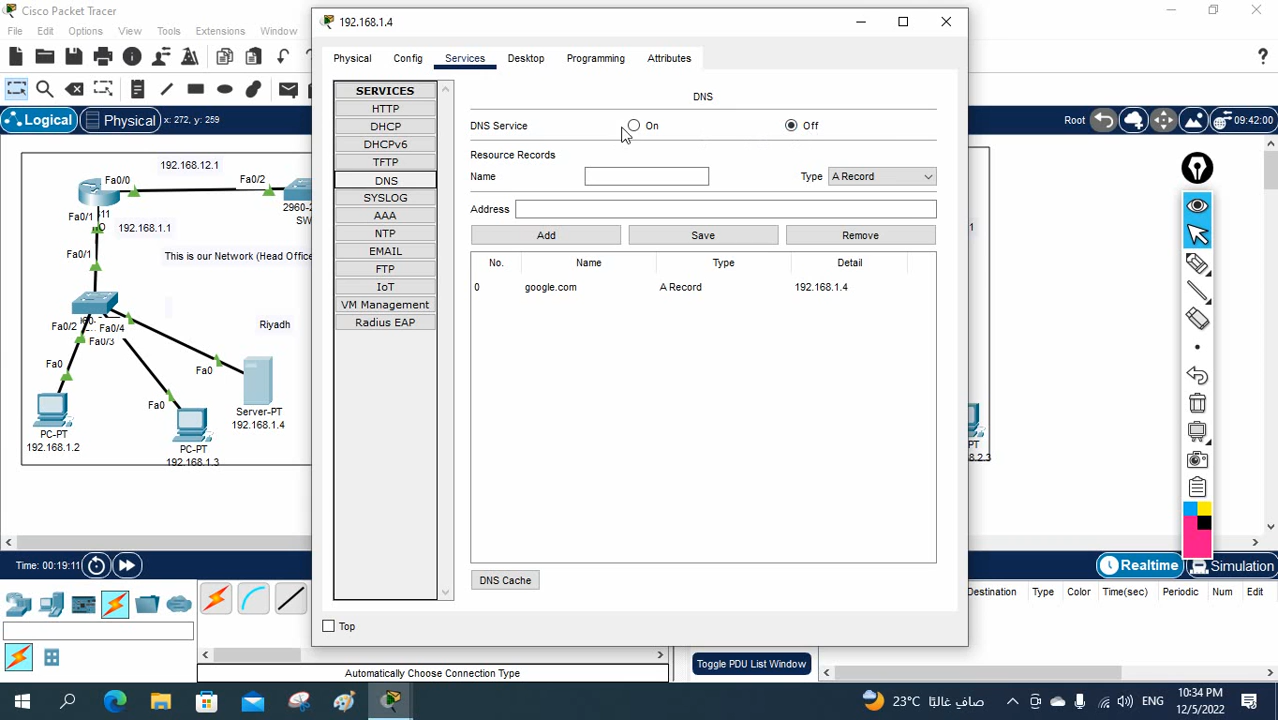 Cisco Packet Tracer
File Edit Options View Tools Extensions Window
Logical Physical x: 272, y: 259
Root 09:42:00
192.168.12.1
Fa0/0 Fa0/2
2960-2
SW
Fa0/1
192.168.1.1
Fa0/1
This is our Network (Head Office
Fa0/2
Fa0/4
Fa0/3
Riyadh
Fa0
Fa0
Fa0
Server-PT
192.168.1.4
PC-PT
192.168.1.2
PC-PT
192.168.1.3
192.168.1.4
Physical Config Services Desktop Programming Attributes
SERVICES
HTTP
DHCP
DHCPv6
TFTP
DNS
SYSLOG
AAA
NTP
EMAIL
FTP
IoT
VM Management
Radius EAP
DNS
DNS Service On Off
Resource Records
Name Type A Record
Address
Add Save Remove
No. Name Type Detail
0 google.com A Record 192.168.1.4
DNS Cache
Top
Time: 00:19:11
Realtime Simulation
Destination Type Color Time(sec) Periodic Num Edit
Automatically Choose Connection Type
Toggle PDU List Window
23°C صافٍ غالبًا ENG
10:34 PM
12/5/2022